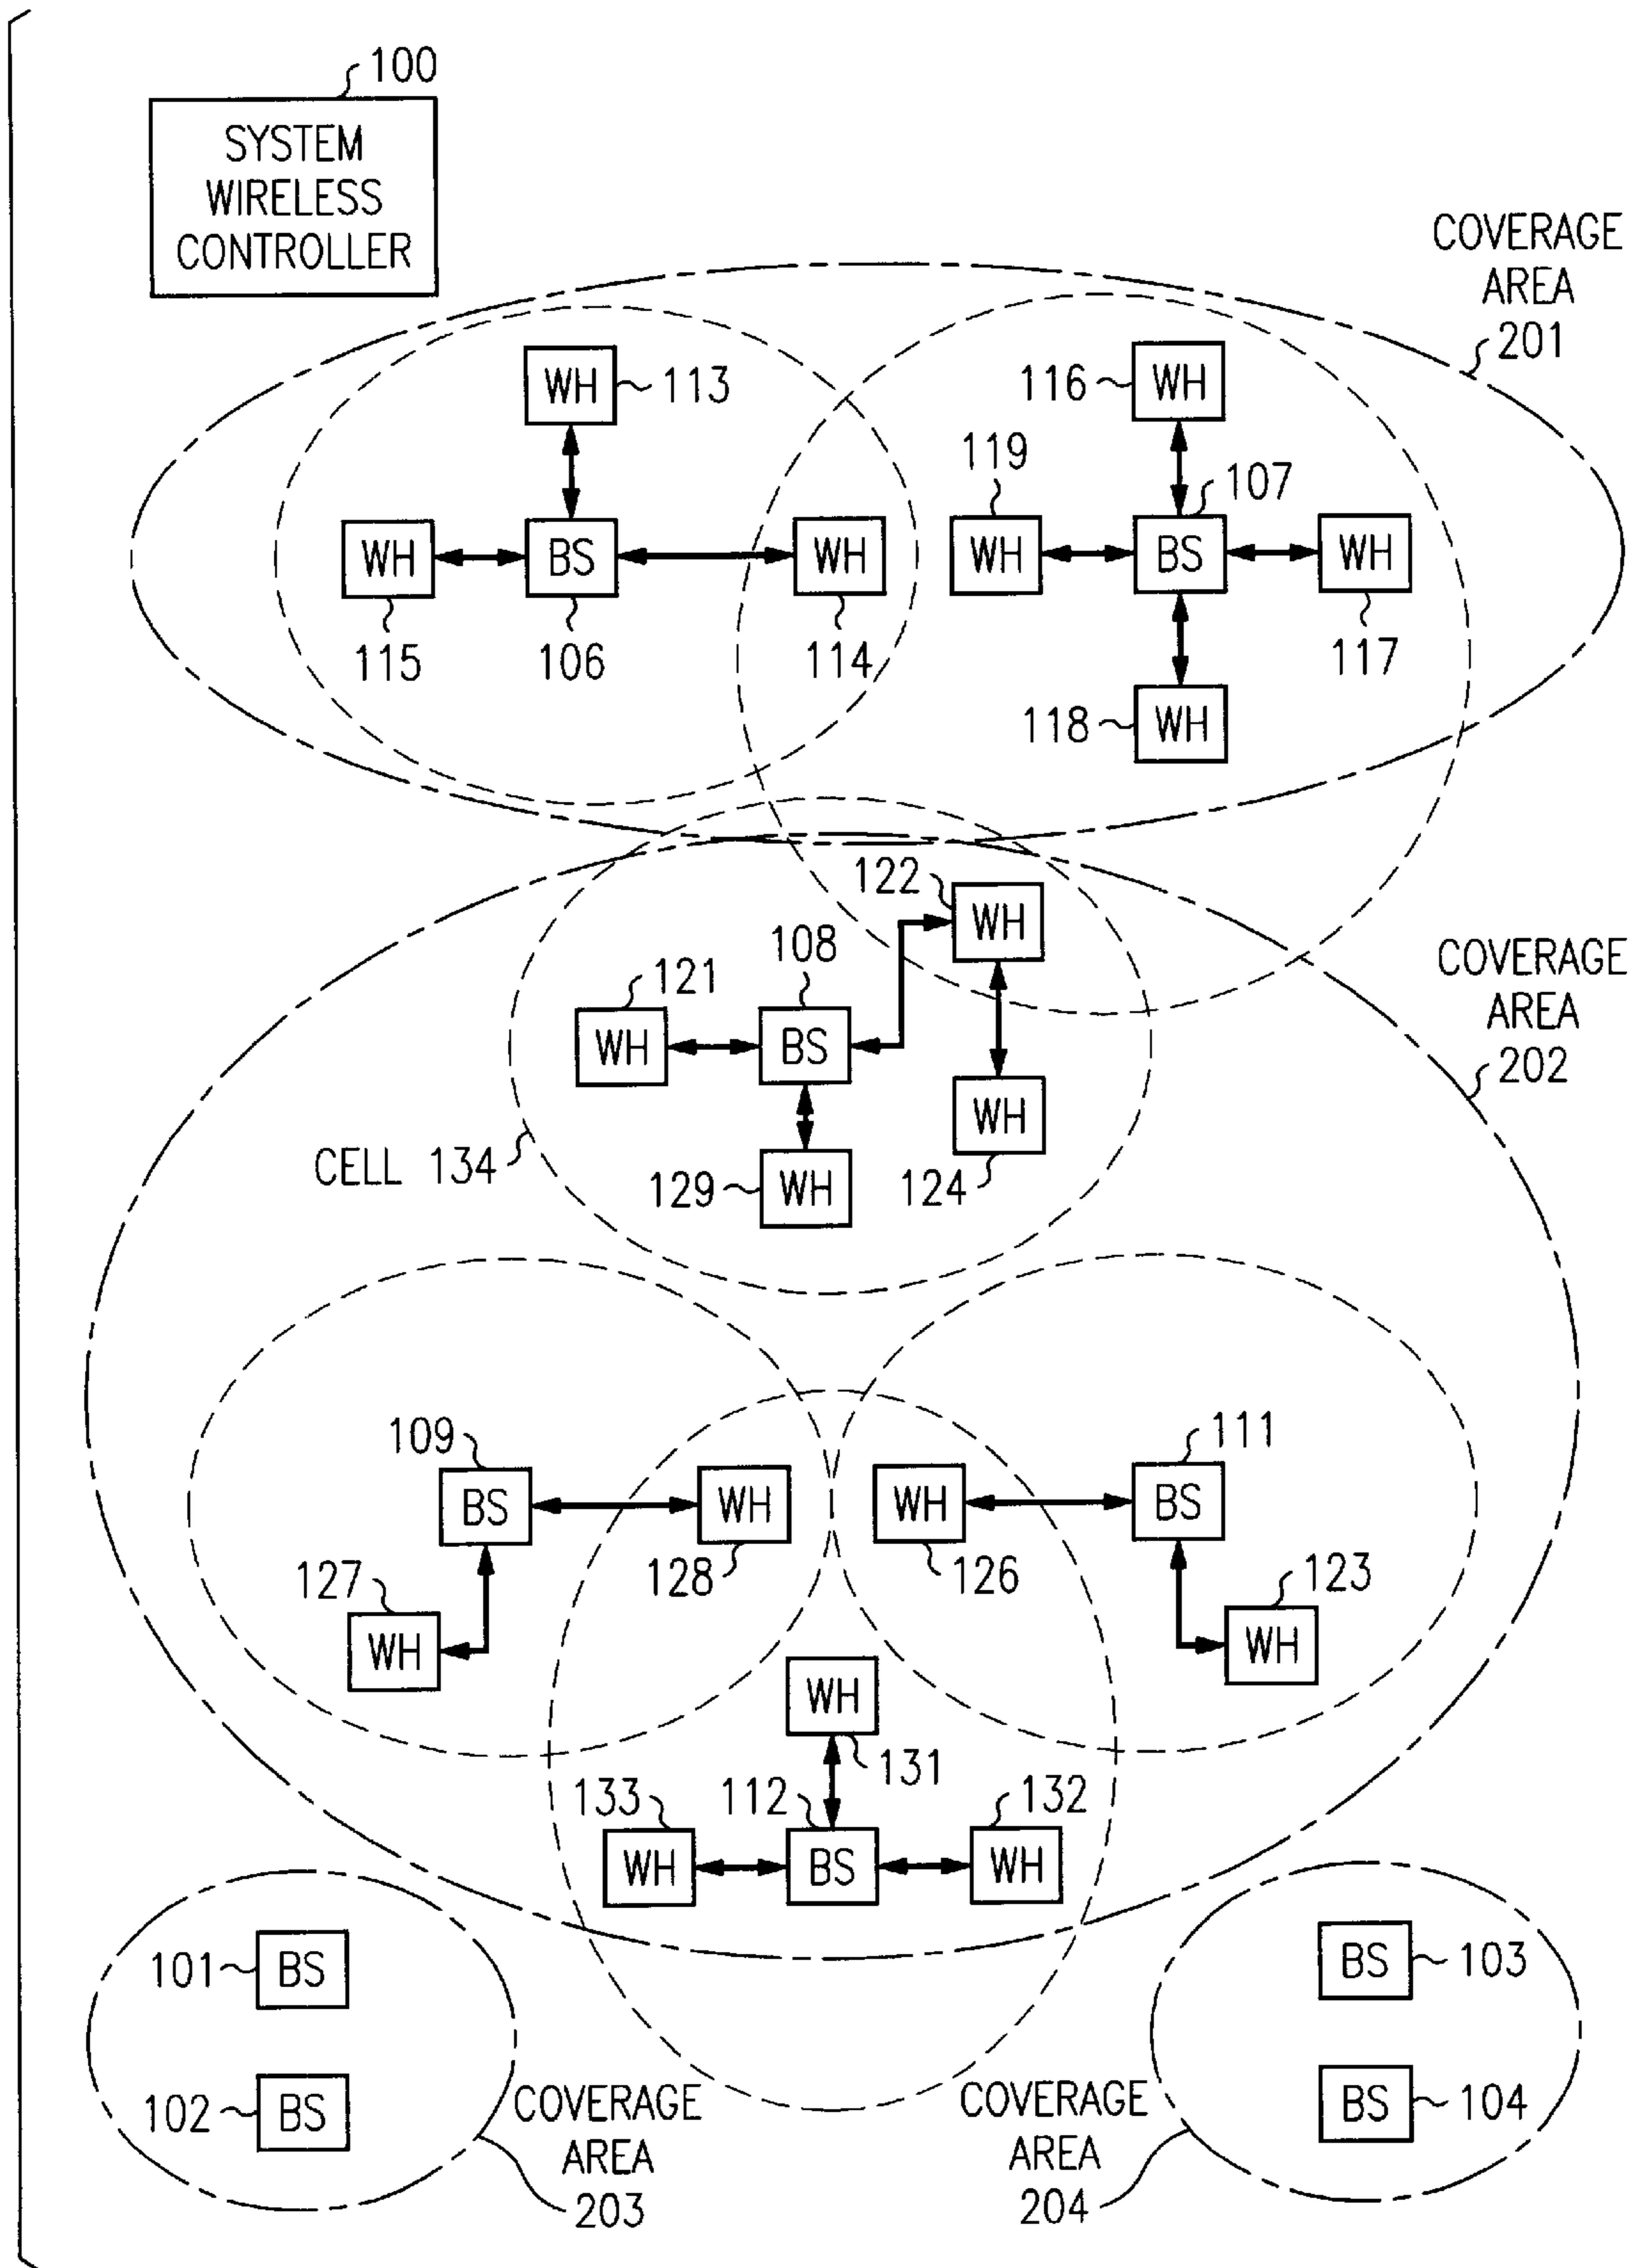 100
SYSTEM
WIRELESS
CONTROLLER
COVERAGE
AREA
201
WH
113
116
WH
119
107
WH
BS
WH
WH
BS
WH
115
106
114
117
118
WH
122
WH
108
COVERAGE
AREA
202
121
WH
BS
WH
CELL 134
129
WH
124
109
111
BS
WH
WH
BS
128
126
127
123
WH
WH
WH
131
133
112
132
WH
BS
WH
101
BS
BS
103
102
BS
BS
104
COVERAGE
AREA
203
COVERAGE
AREA
204